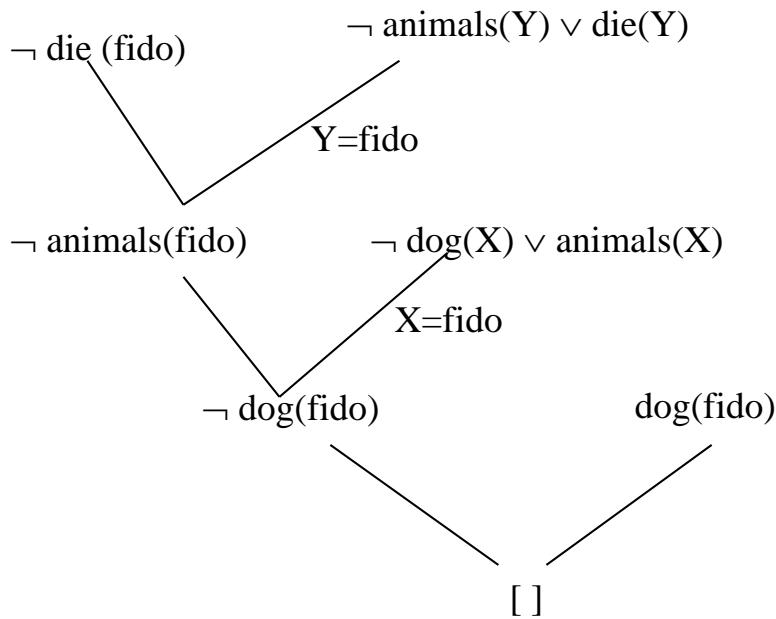 ¬ die (fido) ¬ animals(Y) ∨ die(Y)
Y=fido
¬ animals(fido) ¬ dog(X) ∨ animals(X)
X=fido
¬ dog(fido) dog(fido)
[ ]